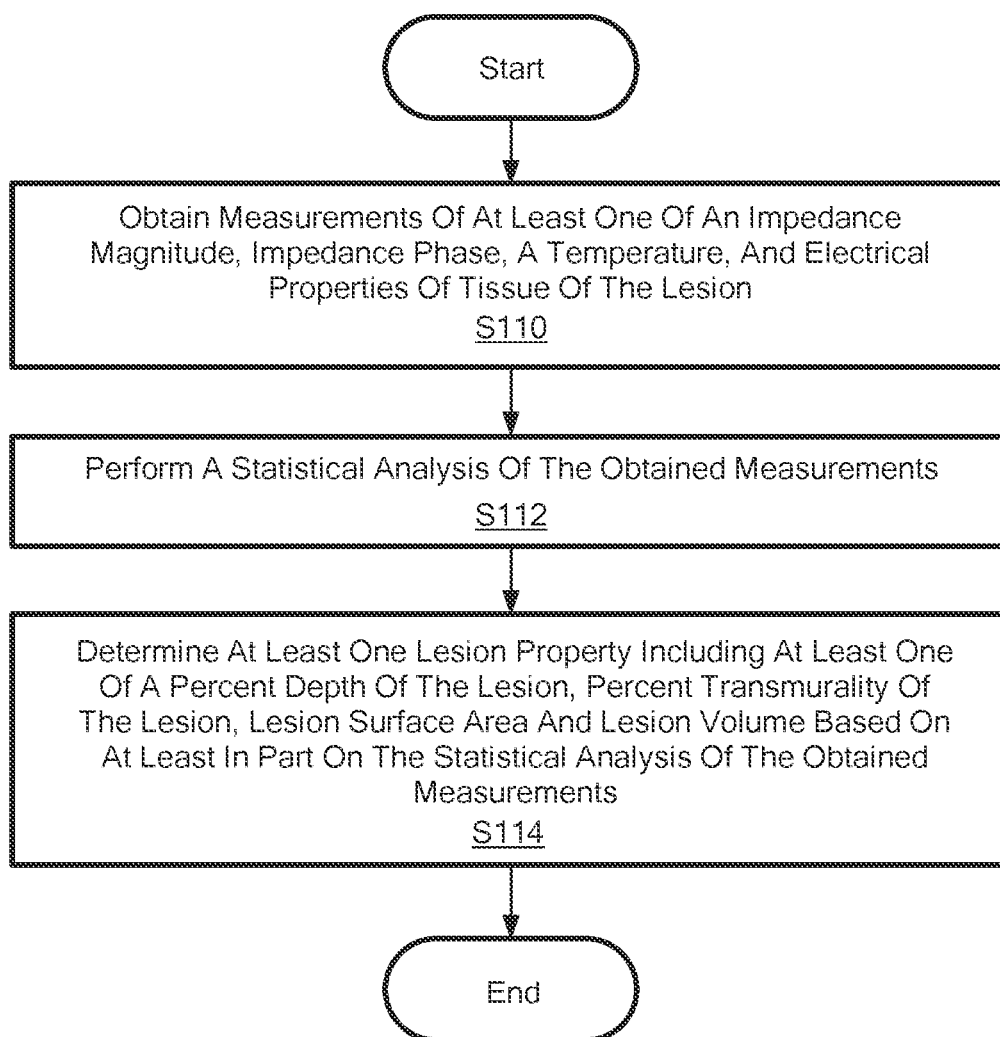 Start
Obtain Measurements Of At Least One Of An Impedance
Magnitude, Impedance Phase, A Temperature, And Electrical
Properties Of Tissue Of The Lesion
S110
Perform A Statistical Analysis Of The Obtained Measurements
S112
Determine At Least One Lesion Property Including At Least One
Of A Percent Depth Of The Lesion, Percent Transmurality Of
The Lesion, Lesion Surface Area And Lesion Volume Based On
At Least In Part On The Statistical Analysis Of The Obtained
Measurements
S114
End